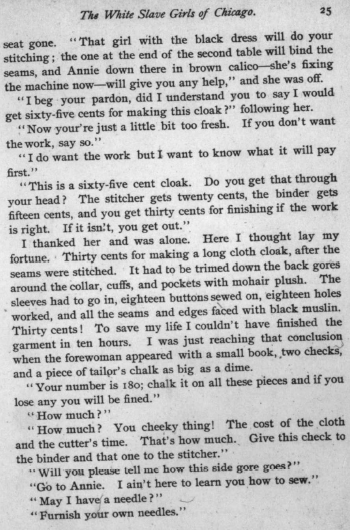 The White Slave Girls of Chicago. 25
seat gone. "That girl with the black dress will do your
stitching; the one at the end of the second table will bind the
seams, and Annie down there in brown calico—she's fixing
the machine now—will give you any help," and she was off.
"I beg your pardon, did I understand you to say I would
get sixty-five cents for making this cloak?" following her.
"Now your're just a little bit too fresh. If you don't want
the work, say so."
"I do want the work but I want to know what it will pay
first."
"This is a sixty-five cent cloak. Do you get that through
your head? The stitcher gets twenty cents, the binder gets
fifteen cents, and you get thirty cents for finishing if the work
is right. If it isn't, you get out."
I thanked her and was alone. Here I thought lay my
fortune. Thirty cents for making a long cloth cloak, after the
seams were stitched. It had to be trimed down the back gores
around the collar, cuffs, and pockets with mohair plush. The
sleeves had to go in, eighteen buttons sewed on, eighteen holes
worked, and all the seams and edges faced with black muslin.
Thirty cents! To save my life I couldn't have finished the
garment in ten hours. I was just reaching that conclusion
when the forewoman appeared with a small book, two checks,
and a piece of tailor's chalk as big as a dime.
"Your number is 180; chalk it on all these pieces and if you
lose any you will be fined."
"How much?"
"How much? You cheeky thing! The cost of the cloth
and the cutter's time. That's how much. Give this check to
the binder and that one to the stitcher."
"Will you please tell me how this side gore goes?"
"Go to Annie. I ain't here to learn you how to sew."
"May I have a needle?"
"Furnish your own needles."